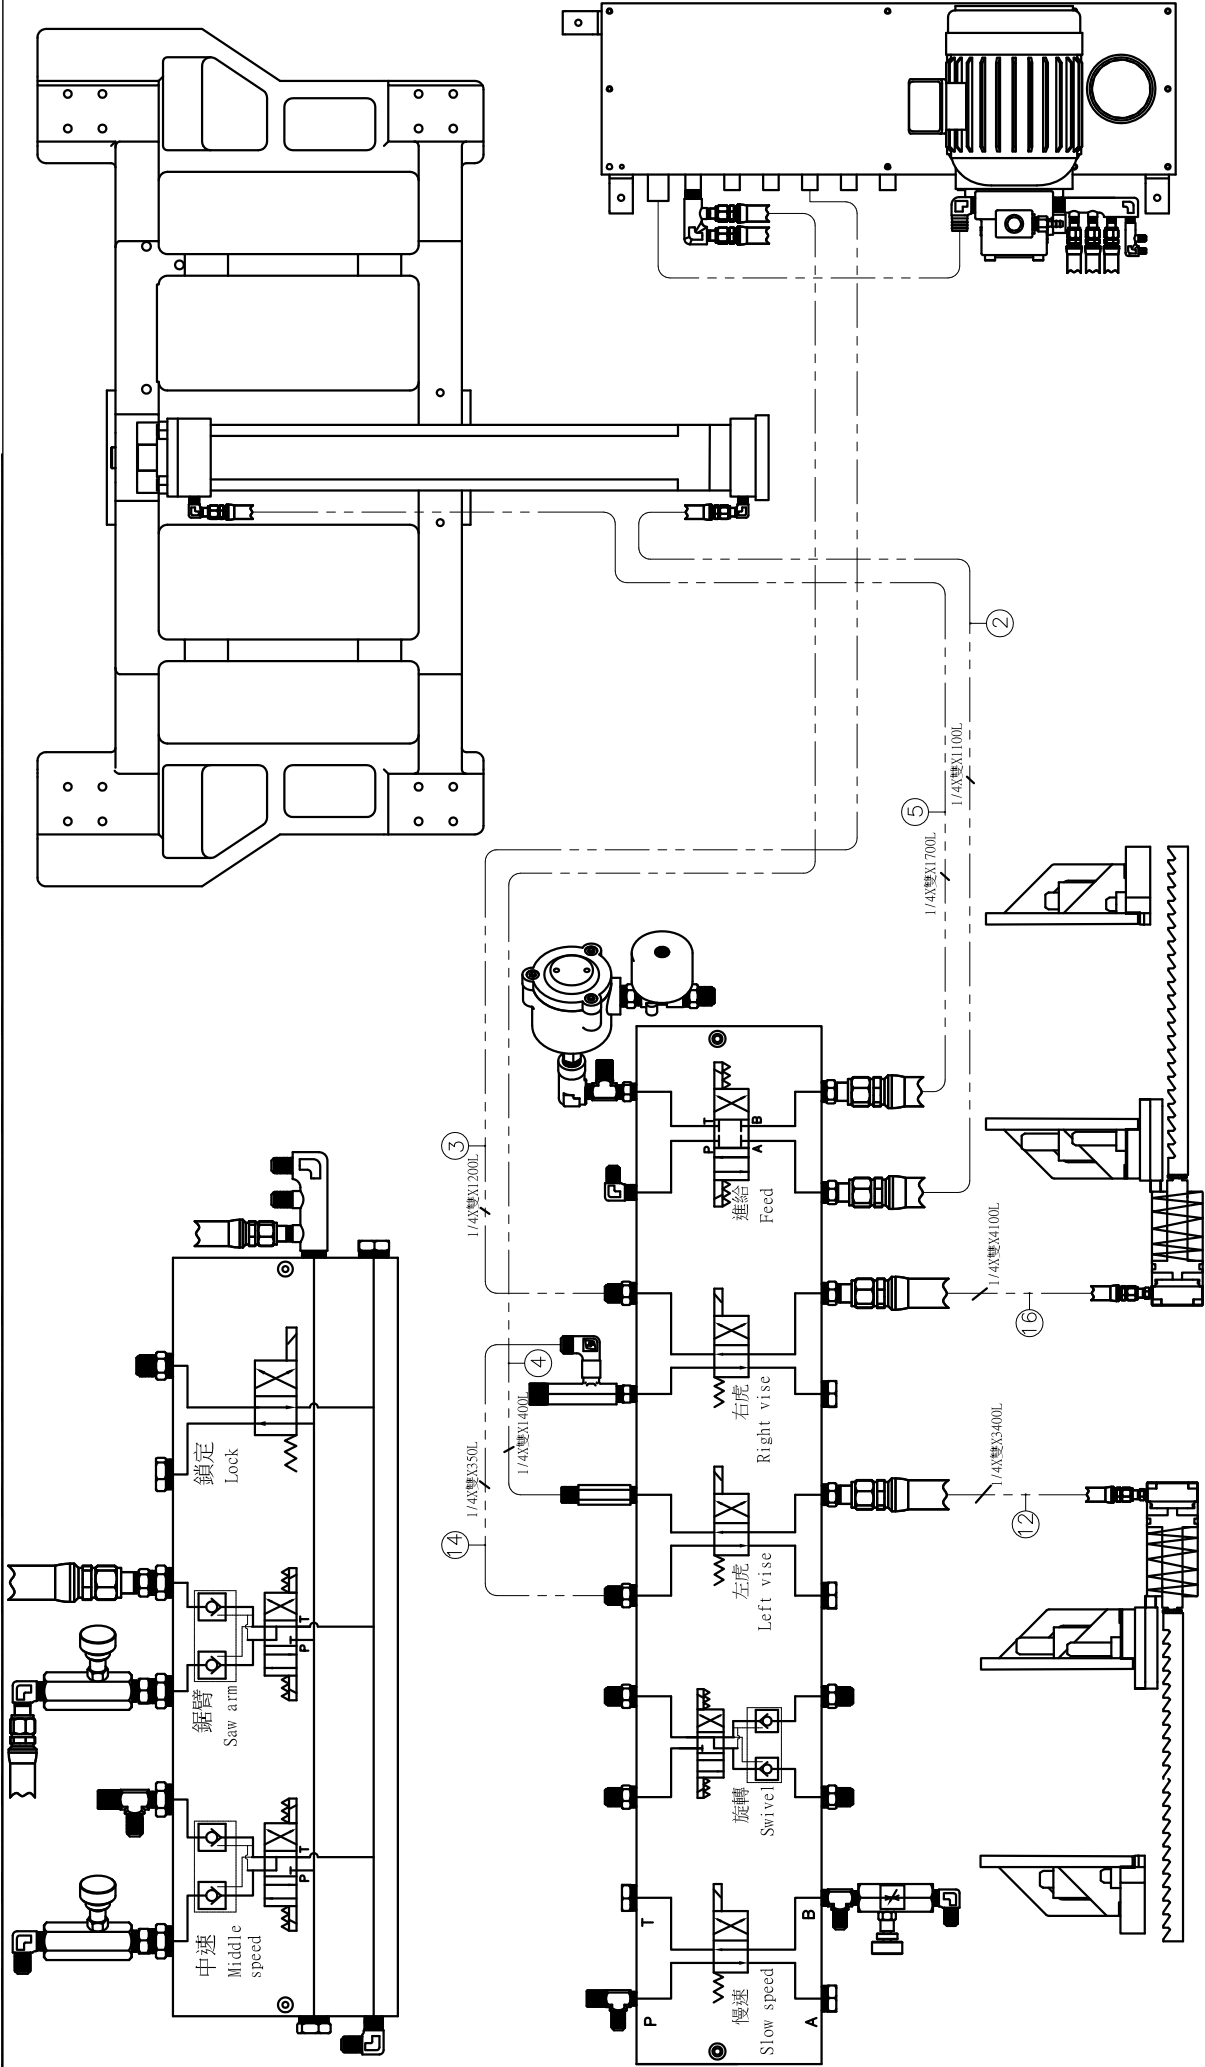 中速
Middle
speed
P
T
鋸臂
Saw arm
P
T
鎖定
Lock
14
1/4X雙X350L
4
1/4X雙X1400L
3
1/4X雙X1200L
P
T
A
B
慢速
Slow speed
旋轉
Swivel
左虎
Left vise
右虎
Right vise
進給
Feed
P
T
A
B
5
1/4X雙X1700L
2
1/4X雙X1100L
12
1/4X雙X3400L
16
1/4X雙X4100L